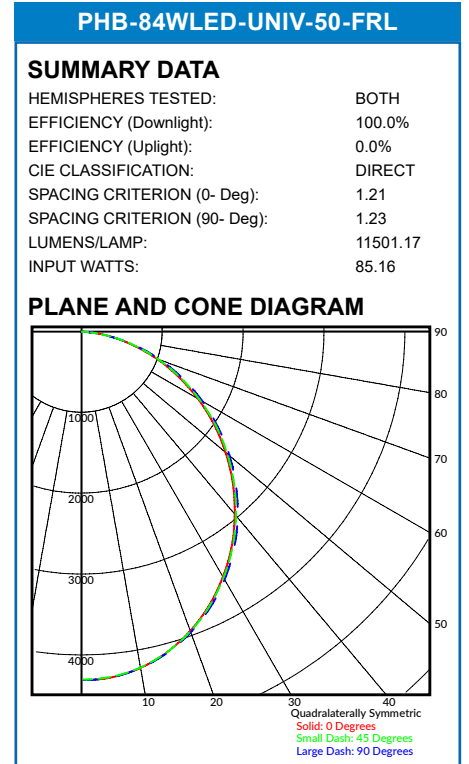 PHB-84WLED-UNIV-50-FRL
SUMMARY DATA
HEMISPHERES TESTED: BOTH
EFFICIENCY (Downlight): 100.0%
EFFICIENCY (Uplight): 0.0%
CIE CLASSIFICATION: DIRECT
SPACING CRITERION (0- Deg): 1.21
SPACING CRITERION (90- Deg): 1.23
LUMENS/LAMP: 11501.17
INPUT WATTS: 85.16
PLANE AND CONE DIAGRAM
90
80
1000
70
2000
60
3000
50
4000
10 20 30 40
Quadralaterally Symmetric
Solid: 0 Degrees
Small Dash: 45 Degrees
Large Dash: 90 Degrees